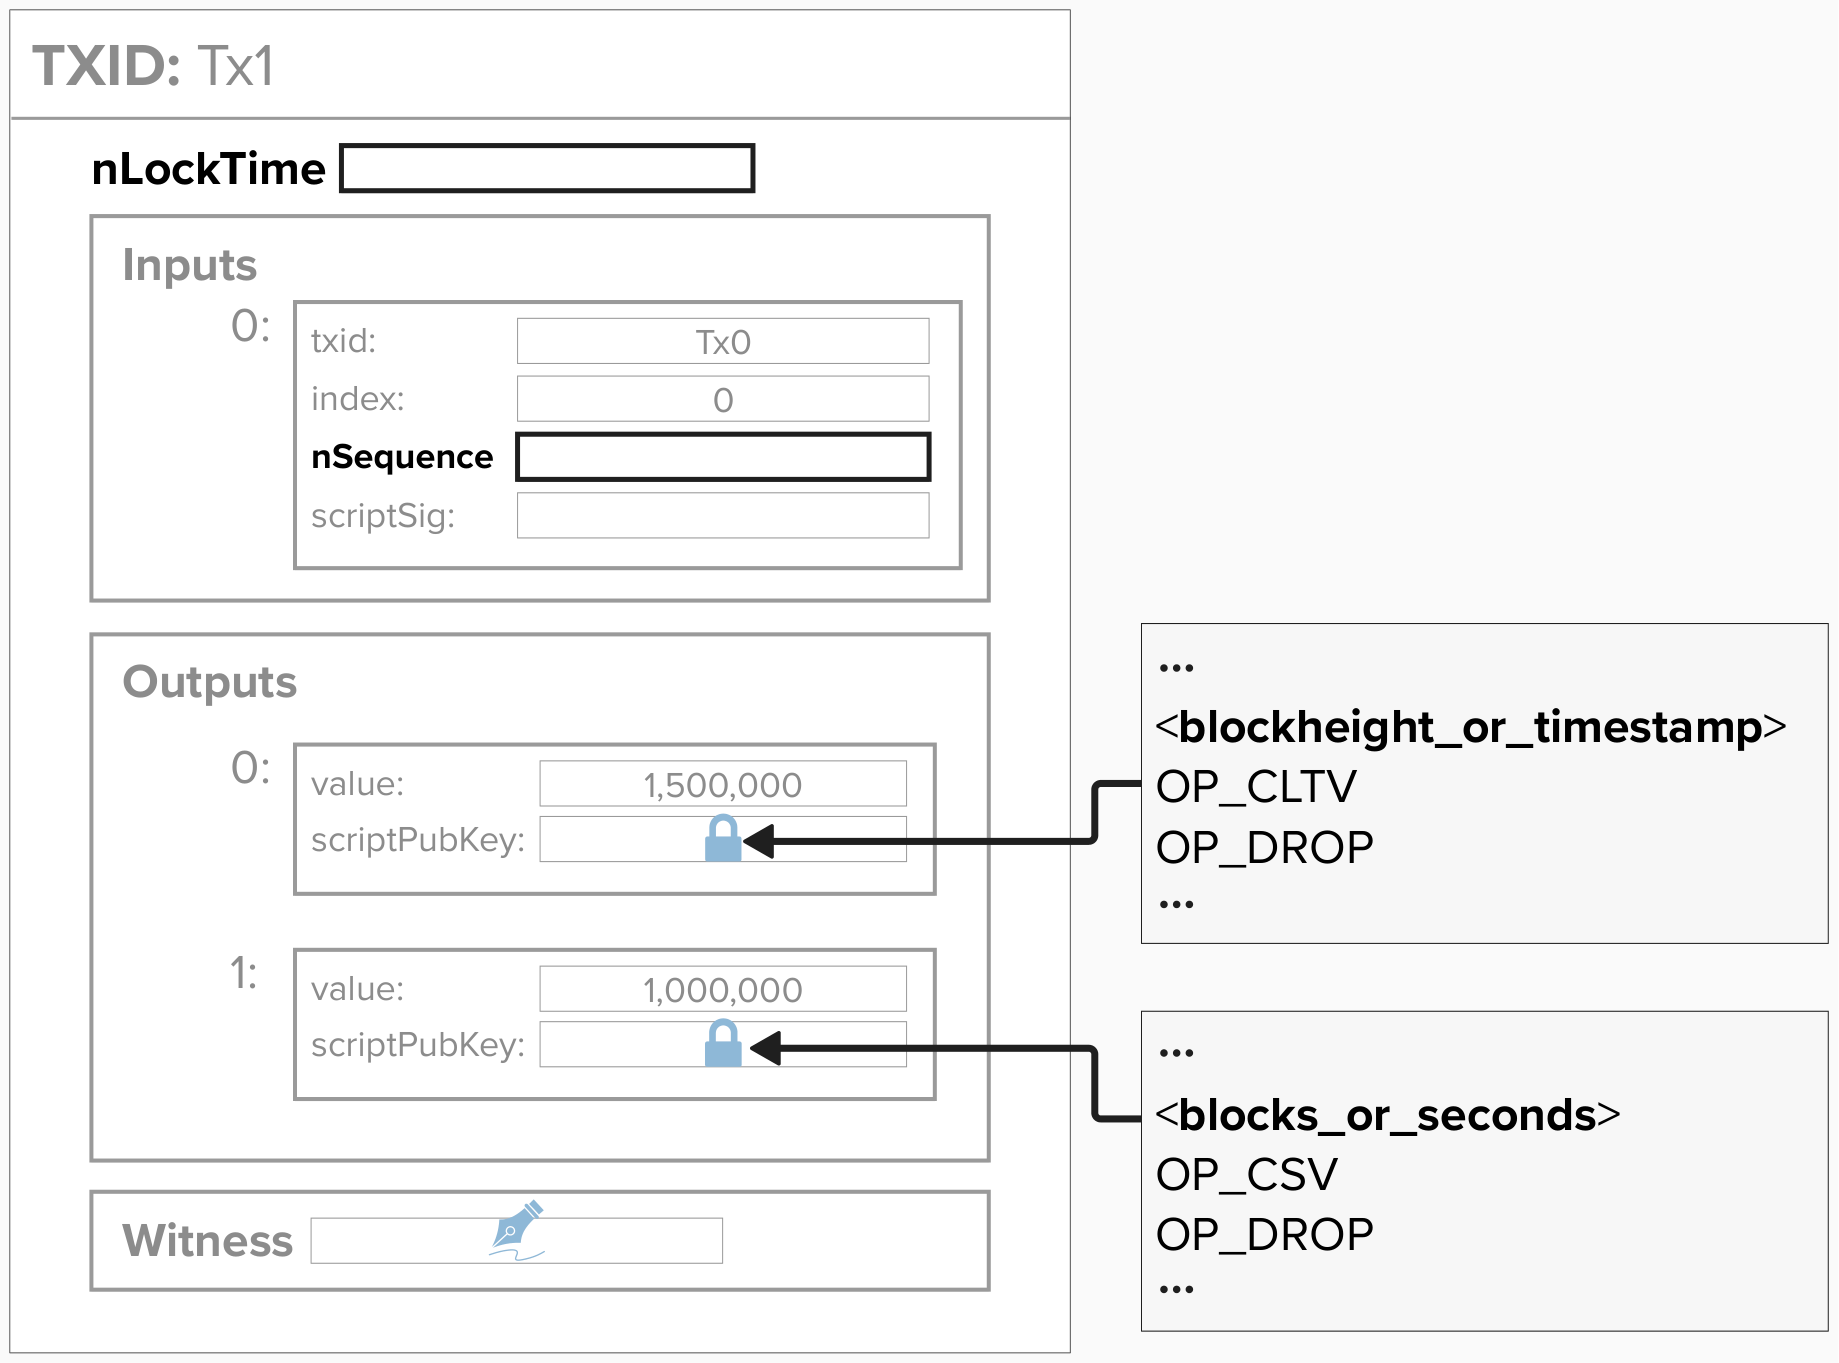 TXID: Tx1
nLockTime
Inputs
0:
txid: Tx0
index: 0
nSequence
scriptSig:
Outputs
0:
value: 1,500,000
scriptPubKey:
1:
value: 1,000,000
scriptPubKey:
Witness
...
<blockheight_or_timestamp>
OP_CLTV
OP_DROP
...
...
<blocks_or_seconds>
OP_CSV
OP_DROP
...